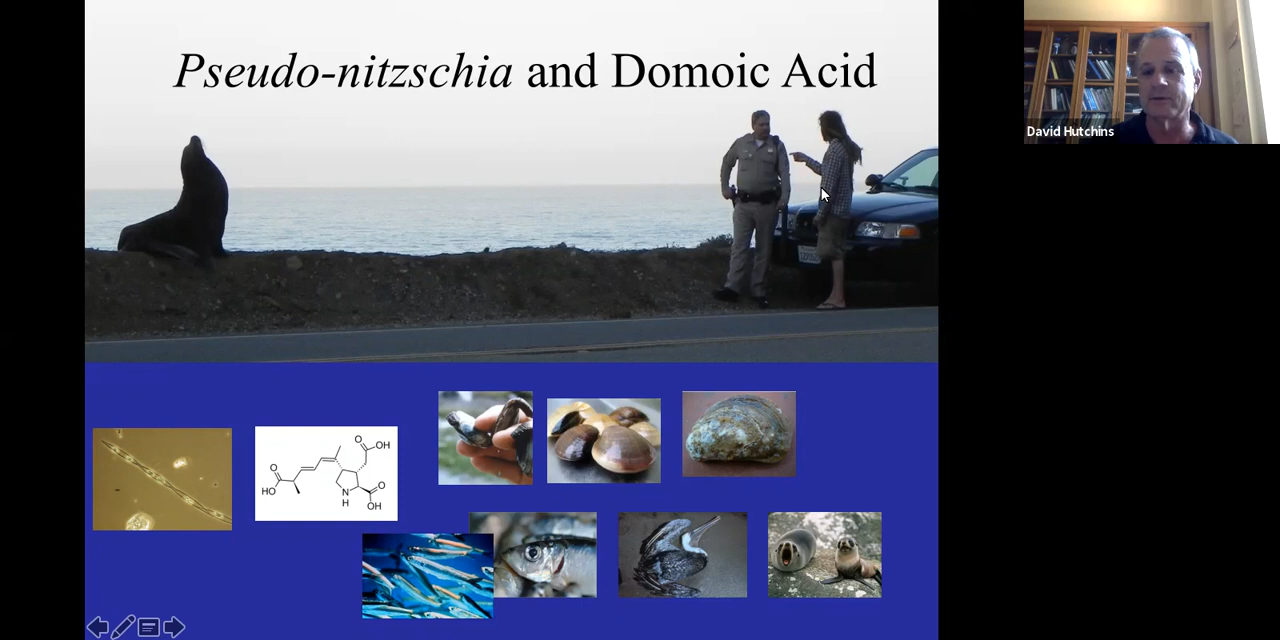 Pseudo-nitzschia and Domoic Acid
David Hutchins
O
OH
O
HO
N
H
O
OH